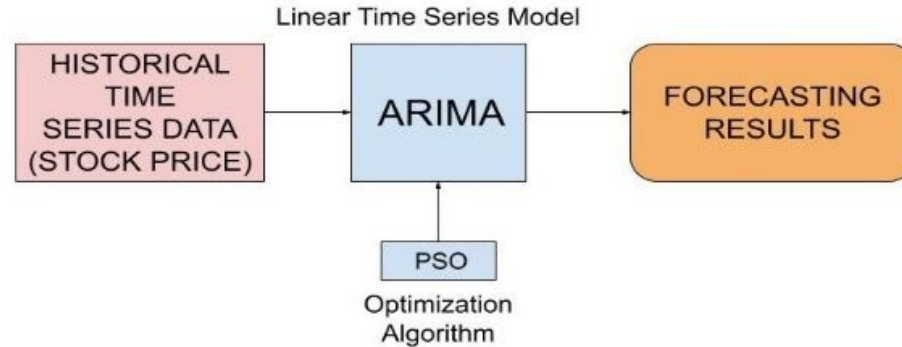 Linear Time Series Model
HISTORICAL
TIME
SERIES DATA
(STOCK PRICE)
ARIMA
FORECASTING
RESULTS
PSO
Optimization
Algorithm